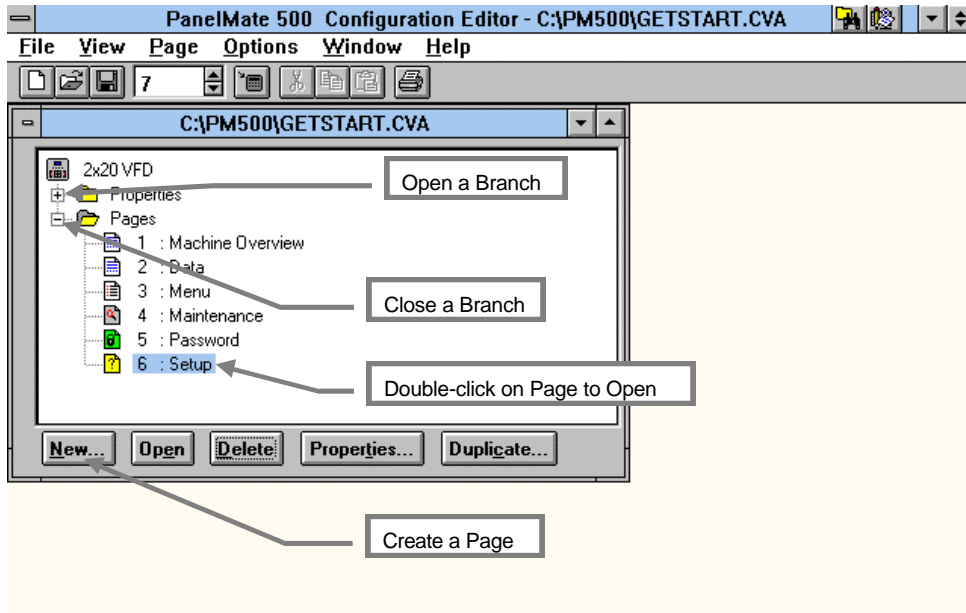 PanelMate 500 Configuration Editor - C:\PM500\GETSTART.CVA
File View Page Options Window Help
7
C:\PM500\GETSTART.CVA
2x20 VFD
Properties
Open a Branch
Pages
1 : Machine Overview
2 : Data
3 : Menu
Close a Branch
4 : Maintenance
5 : Password
6 : Setup
Double-click on Page to Open
New... Open Delete Properties... Duplicate...
Create a Page